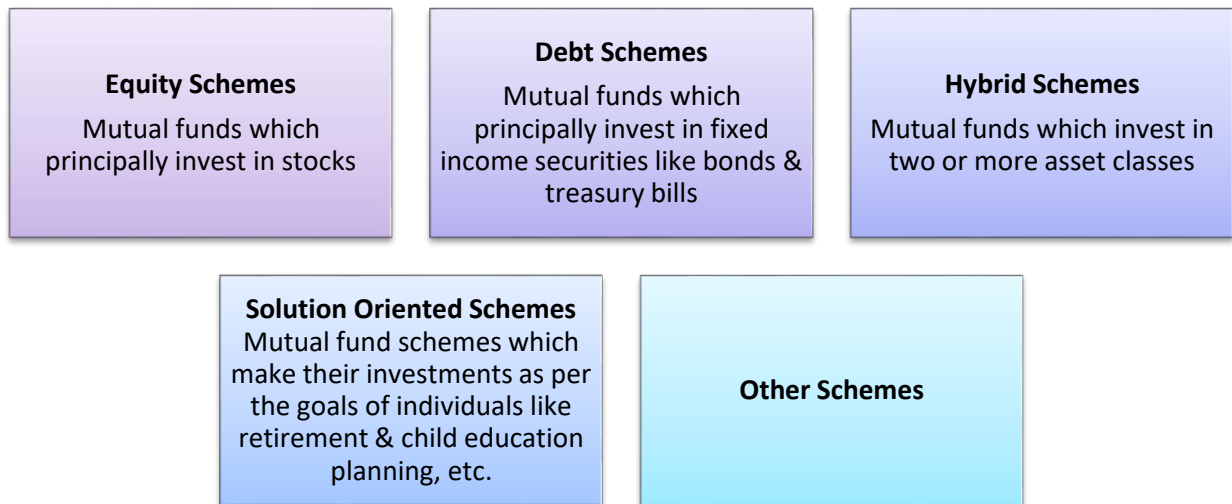 Equity Schemes
Mutual funds which
principally invest in stocks
Debt Schemes
Mutual funds which
principally invest in fixed
income securities like bonds &
treasury bills
Hybrid Schemes
Mutual funds which invest in
two or more asset classes
Solution Oriented Schemes
Mutual fund schemes which
make their investments as per
the goals of individuals like
retirement & child education
planning, etc.
Other Schemes